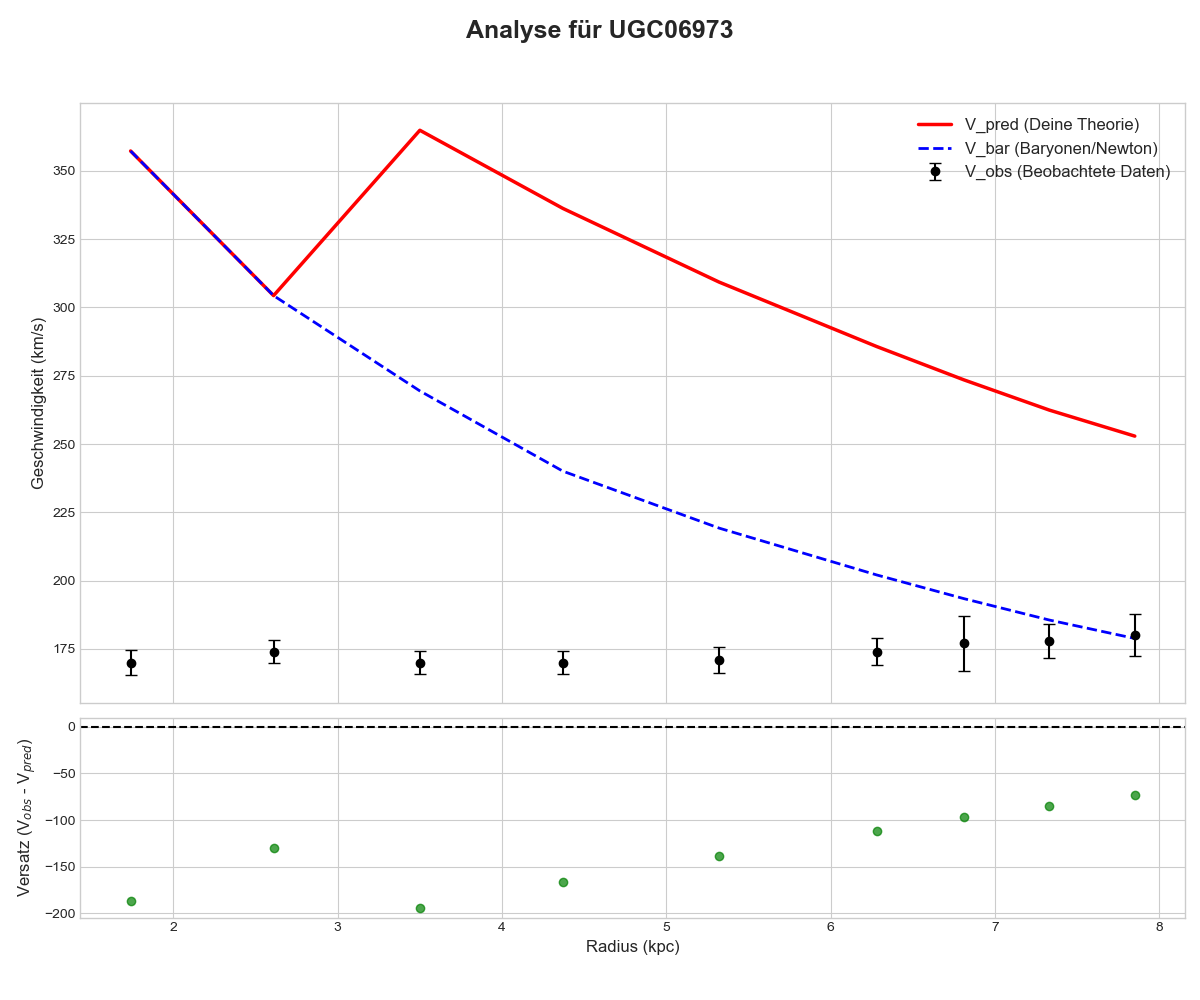 Analyse für UGC06973
V_pred (Deine Theorie)
V_bar (Baryonen/Newton)
V_obs (Beobachtete Daten)
Geschwindigkeit (km/s)
350
325
300
275
250
225
200
175
Versatz (V_obs - V_pred)
0
−50
−100
−150
−200
2 3 4 5 6 7 8
Radius (kpc)